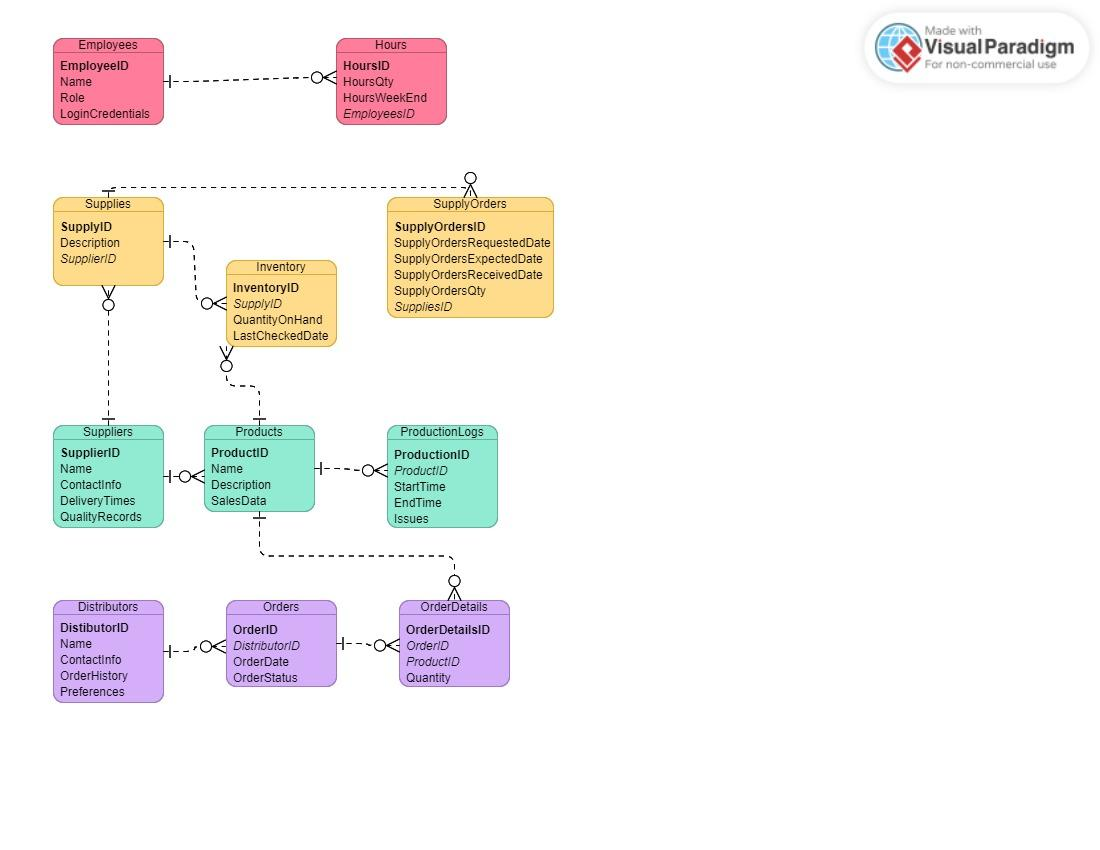 Employees
EmployeeID
Name
Role
LoginCredentials
Hours
HoursID
HoursQty
HoursWeekEnd
EmployeesID
Made with
Visual Paradigm
For non-commercial use
Supplies
SupplyID
Description
SupplierID
SupplyOrders
SupplyOrdersID
SupplyOrdersRequestedDate
SupplyOrdersExpectedDate
SupplyOrdersReceivedDate
SupplyOrdersQty
SuppliesID
Inventory
InventoryID
SupplyID
QuantityOnHand
LastCheckedDate
Suppliers
SupplierID
Name
ContactInfo
DeliveryTimes
QualityRecords
Products
ProductID
Name
Description
SalesData
ProductionLogs
ProductionID
ProductID
StartTime
EndTime
Issues
Distributors
DistibutorID
Name
ContactInfo
OrderHistory
Preferences
Orders
OrderID
DistributorID
OrderDate
OrderStatus
OrderDetails
OrderDetailsID
OrderID
ProductID
Quantity